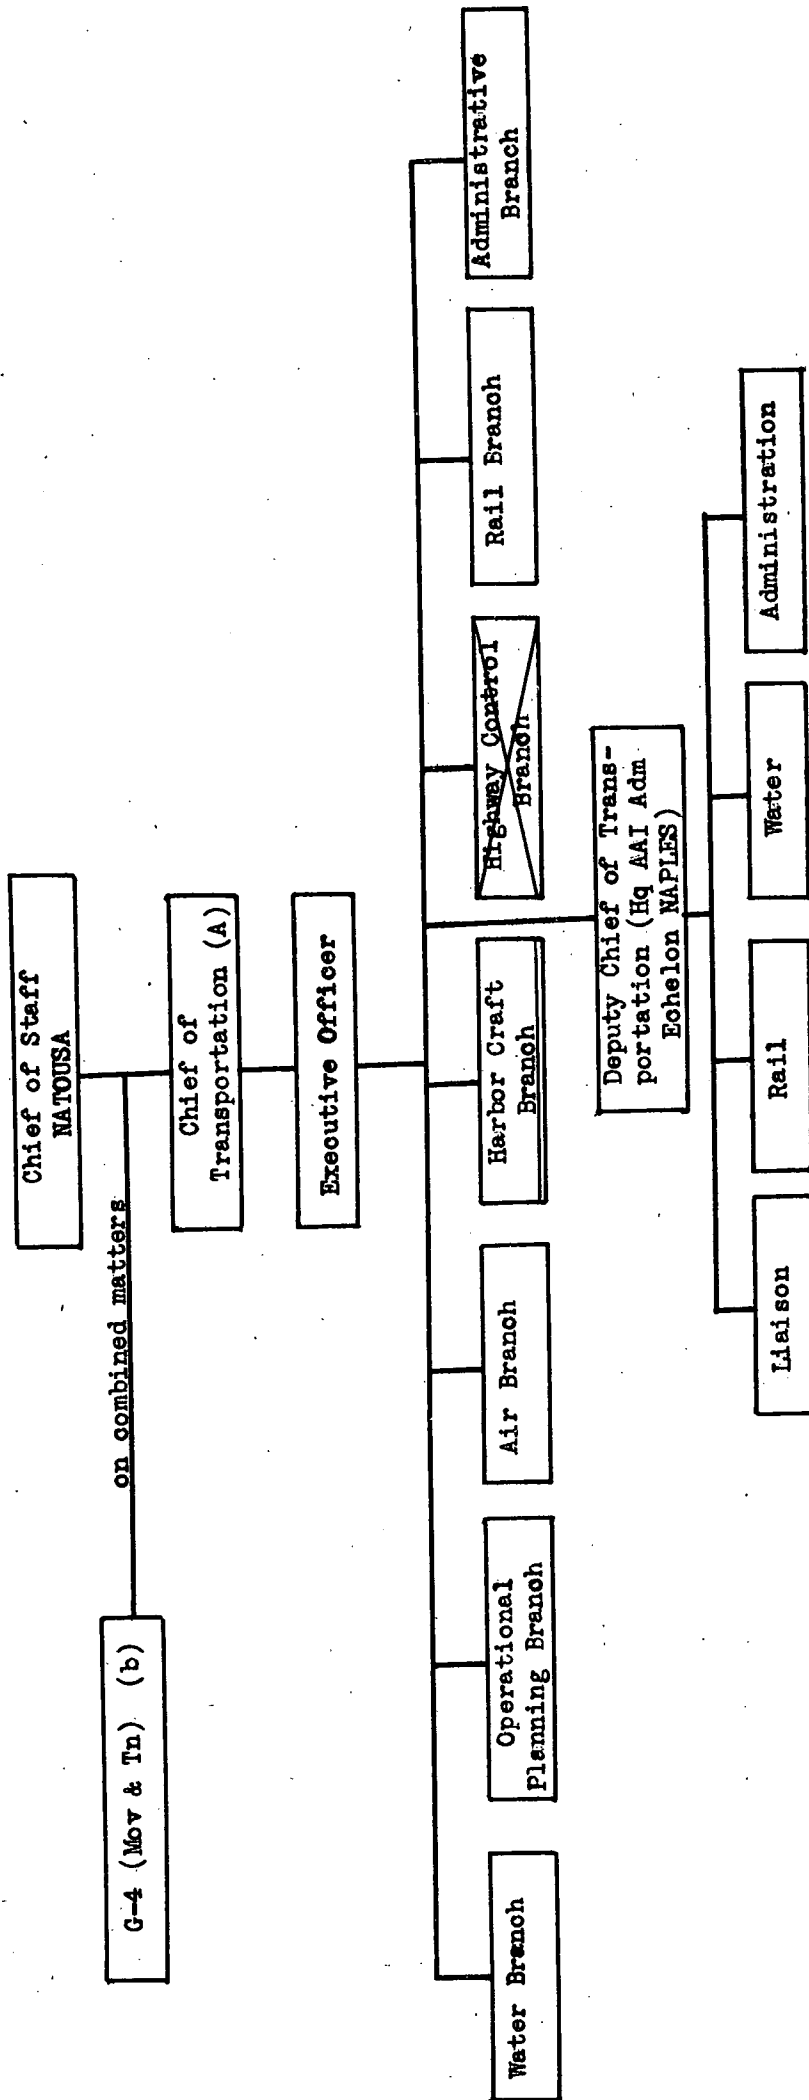 Chief of Staff
NATOUSA
on combined matters
G-4 (Mov & Tn) (b)
Chief of
Transportation (A)
Executive Officer
Water Branch
Operational
Planning Branch
Air Branch
Harbor Craft
Branch
Highway Control
Branch
Rail Branch
Administrative
Branch
Deputy Chief of Trans-
portation (Hq AAI Adm
Echelon NAPLES)
Liaison
Rail
Water
Administration